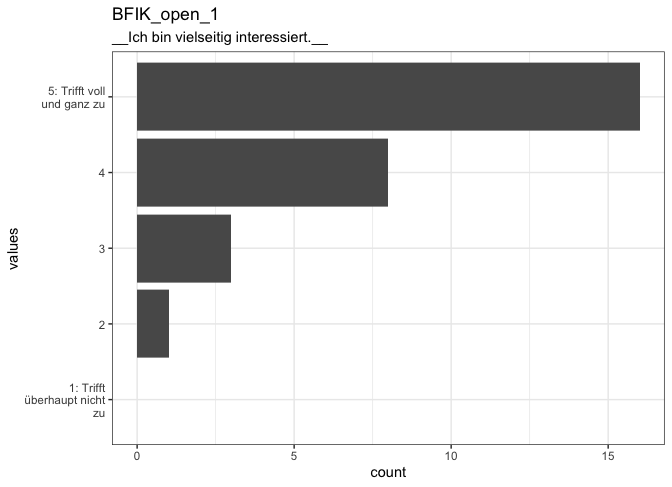 BFIK_open_1
__Ich bin vielseitig interessiert.__
values
5: Trifft voll
und ganz zu
4
3
2
1: Trifft
überhaupt nicht
zu
0
5
10
15
count